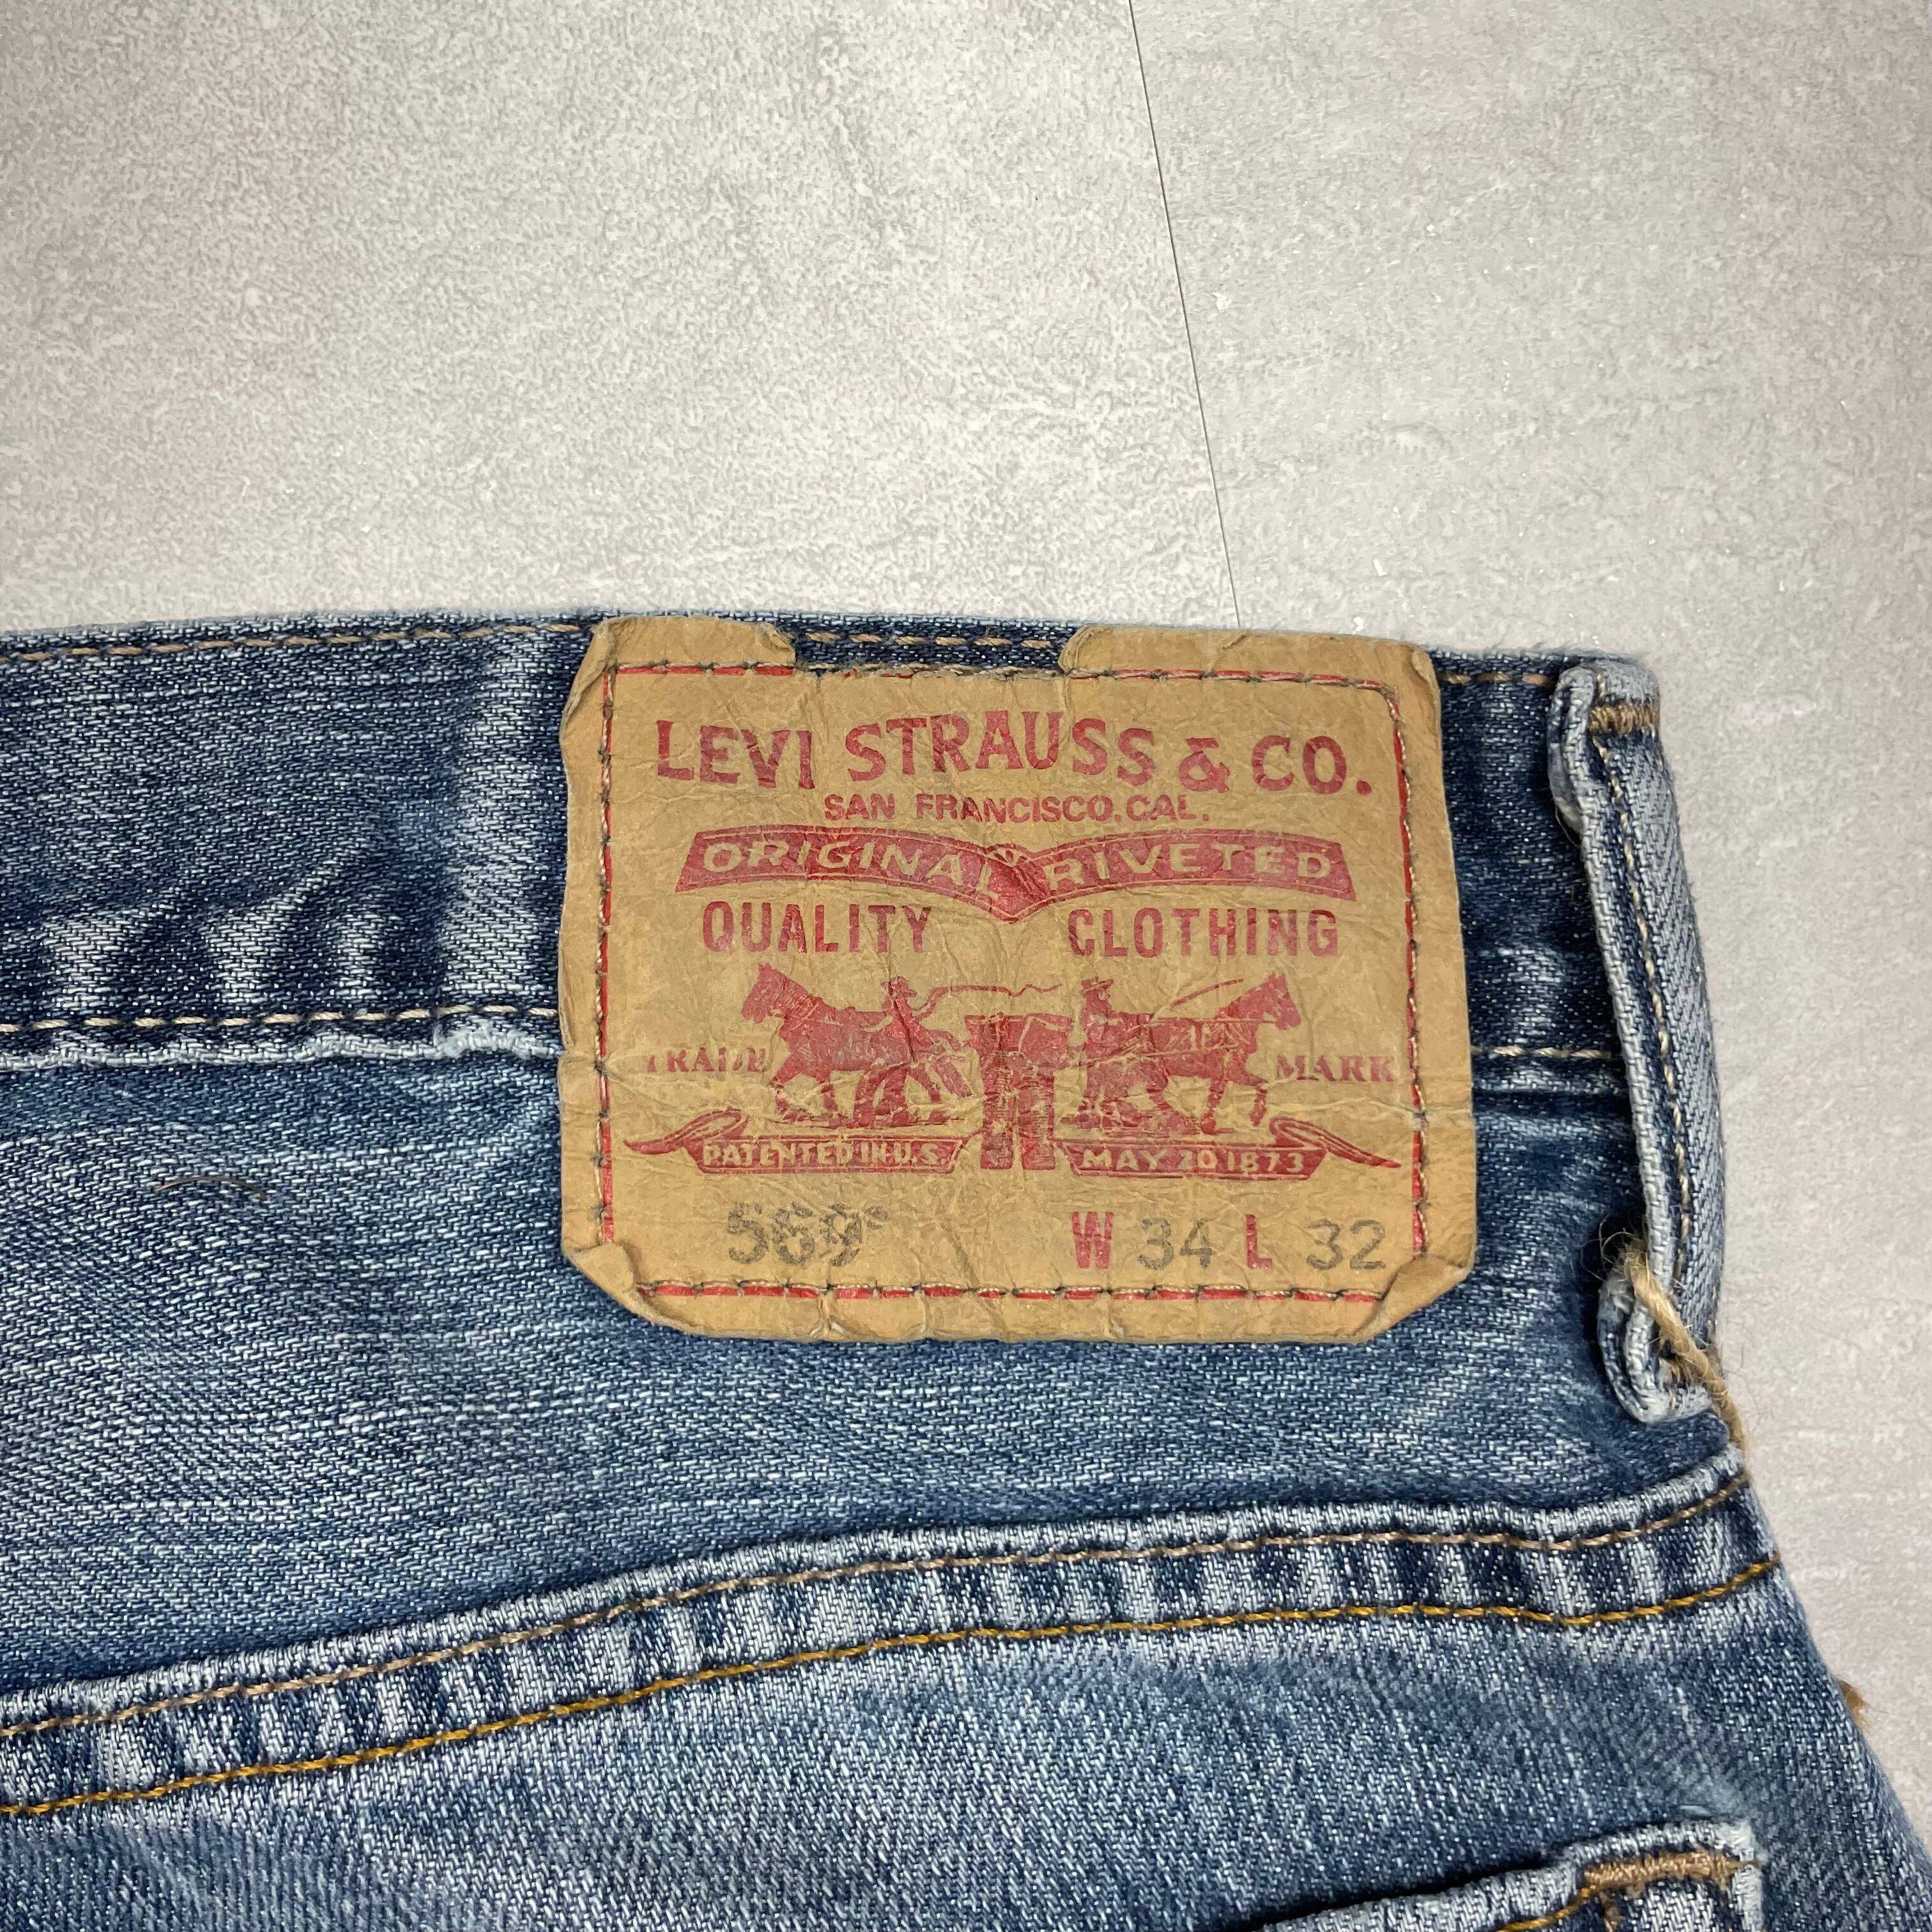 LEVI STRAUSS & CO.
SAN FRANCISCO, CAL.
ORIGINAL RIVETED
QUALITY CLOTHING
TRADE MARK
PATENTED IN U.S. MAY 20 1873
569® W 34 L 32